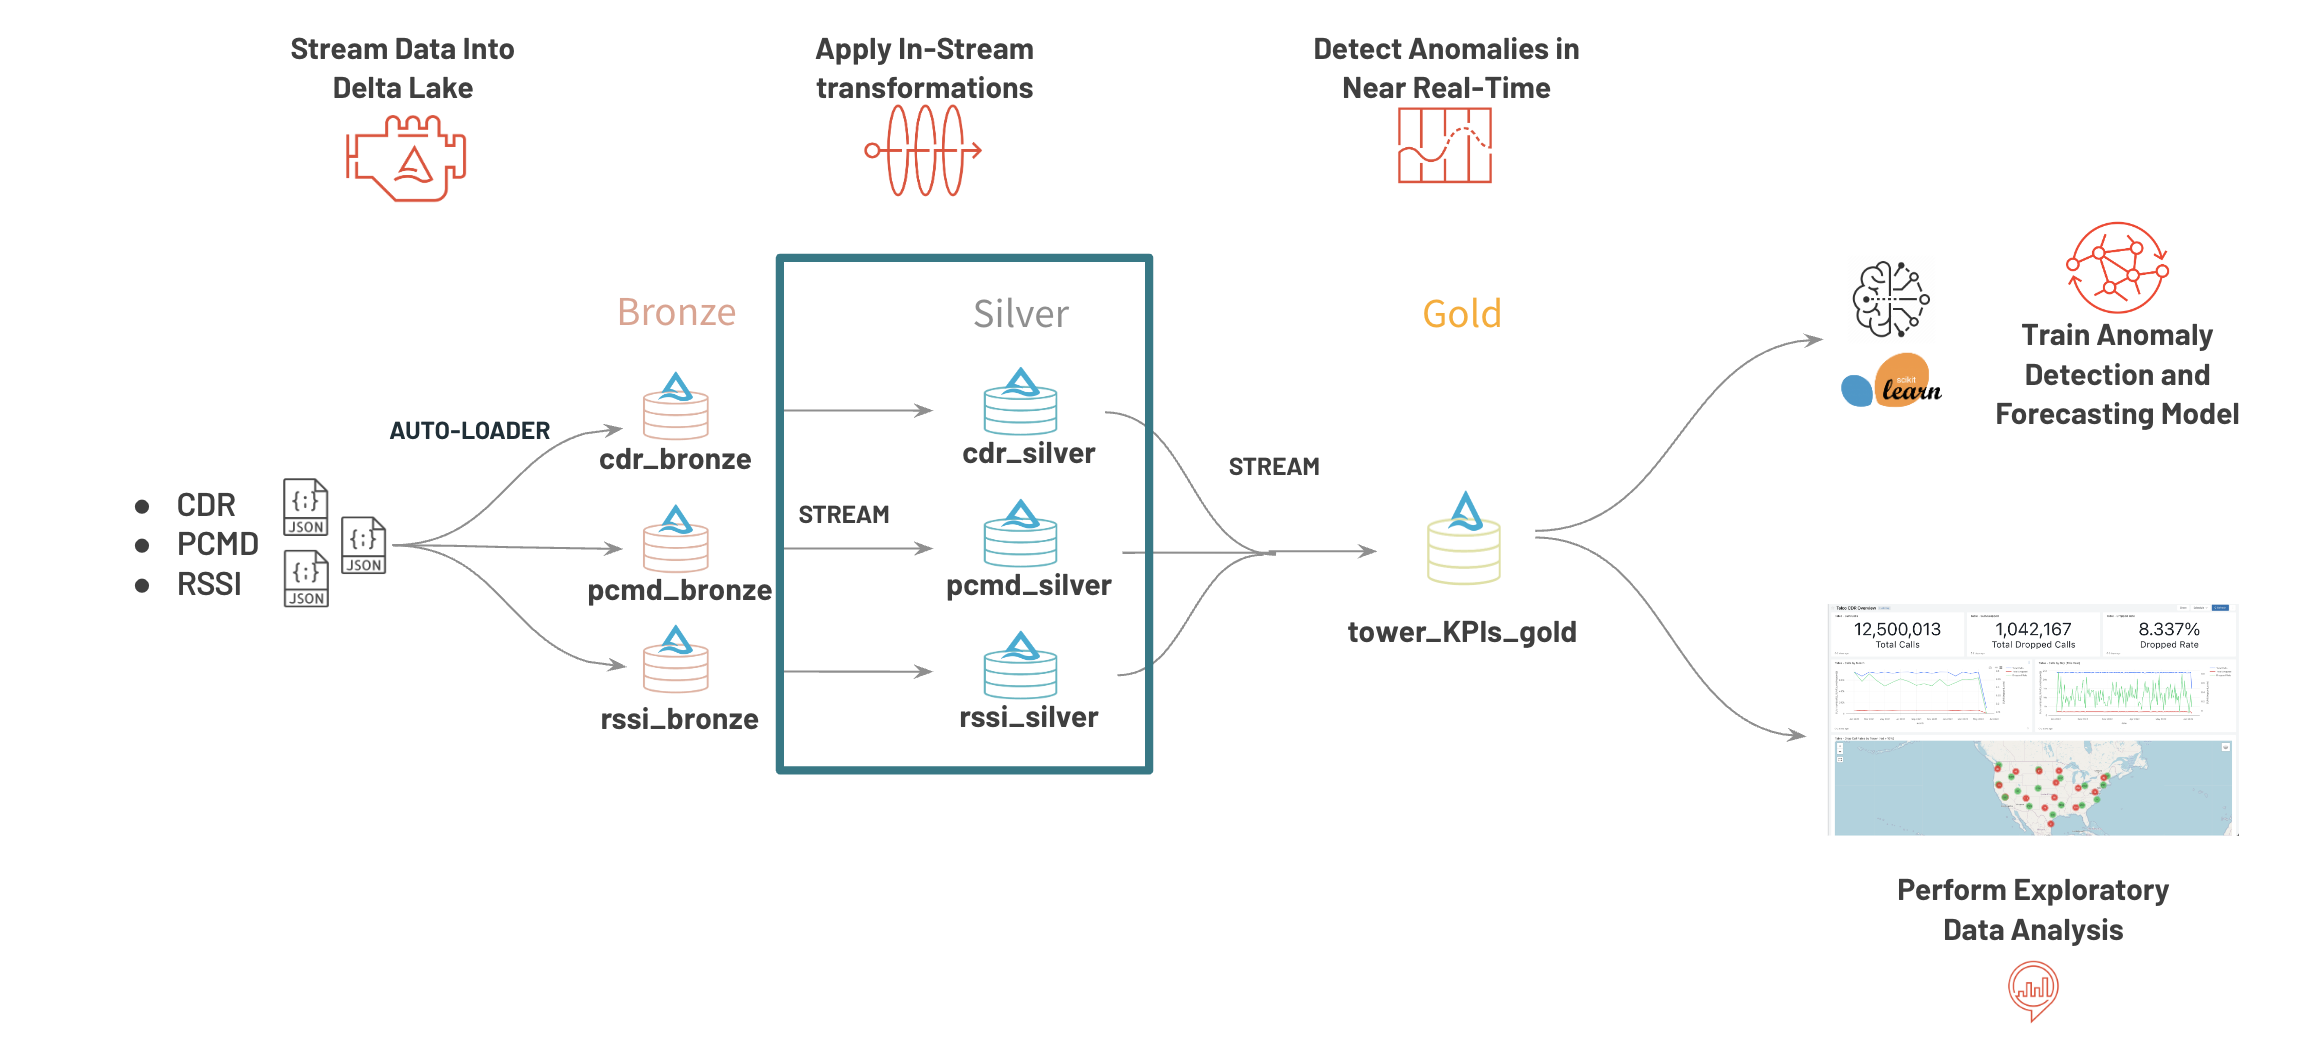 Stream Data Into
Delta Lake
Apply In-Stream
transformations
Detect Anomalies in
Near Real-Time
Bronze
Silver
Gold
AUTO-LOADER
CDR
PCMD
RSSI
JSON
JSON
JSON
cdr_bronze
pcmd_bronze
rssi_bronze
STREAM
cdr_silver
pcmd_silver
rssi_silver
STREAM
tower_KPIs_gold
scikit
learn
Train Anomaly
Detection and
Forecasting Model
Telco CDR Overview
12,500,013
Total Calls
1,042,167
Total Dropped Calls
8.337%
Dropped Rate
Perform Exploratory
Data Analysis